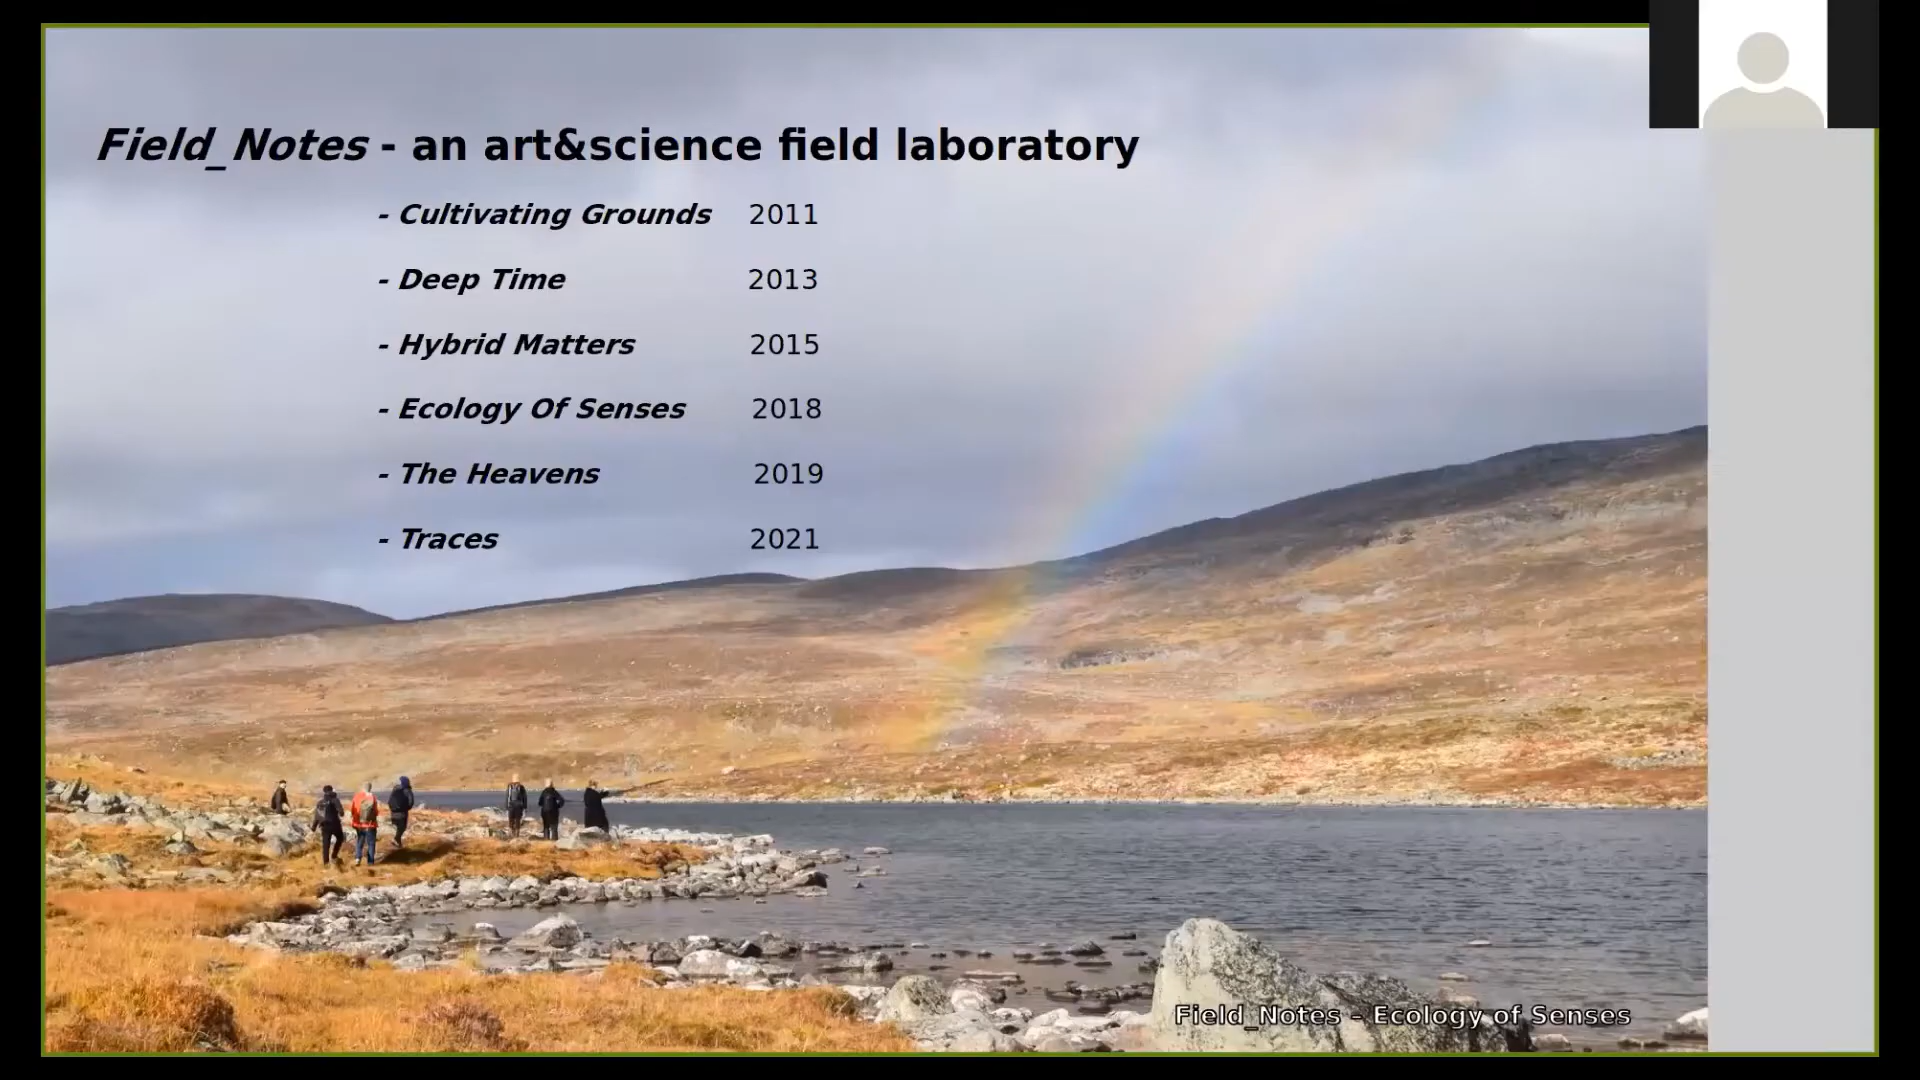 Field_Notes - an art&science field laboratory
- Cultivating Grounds 2011
- Deep Time 2013
- Hybrid Matters 2015
- Ecology Of Senses 2018
- The Heavens 2019
- Traces 2021
Field_Notes - Ecology of Senses